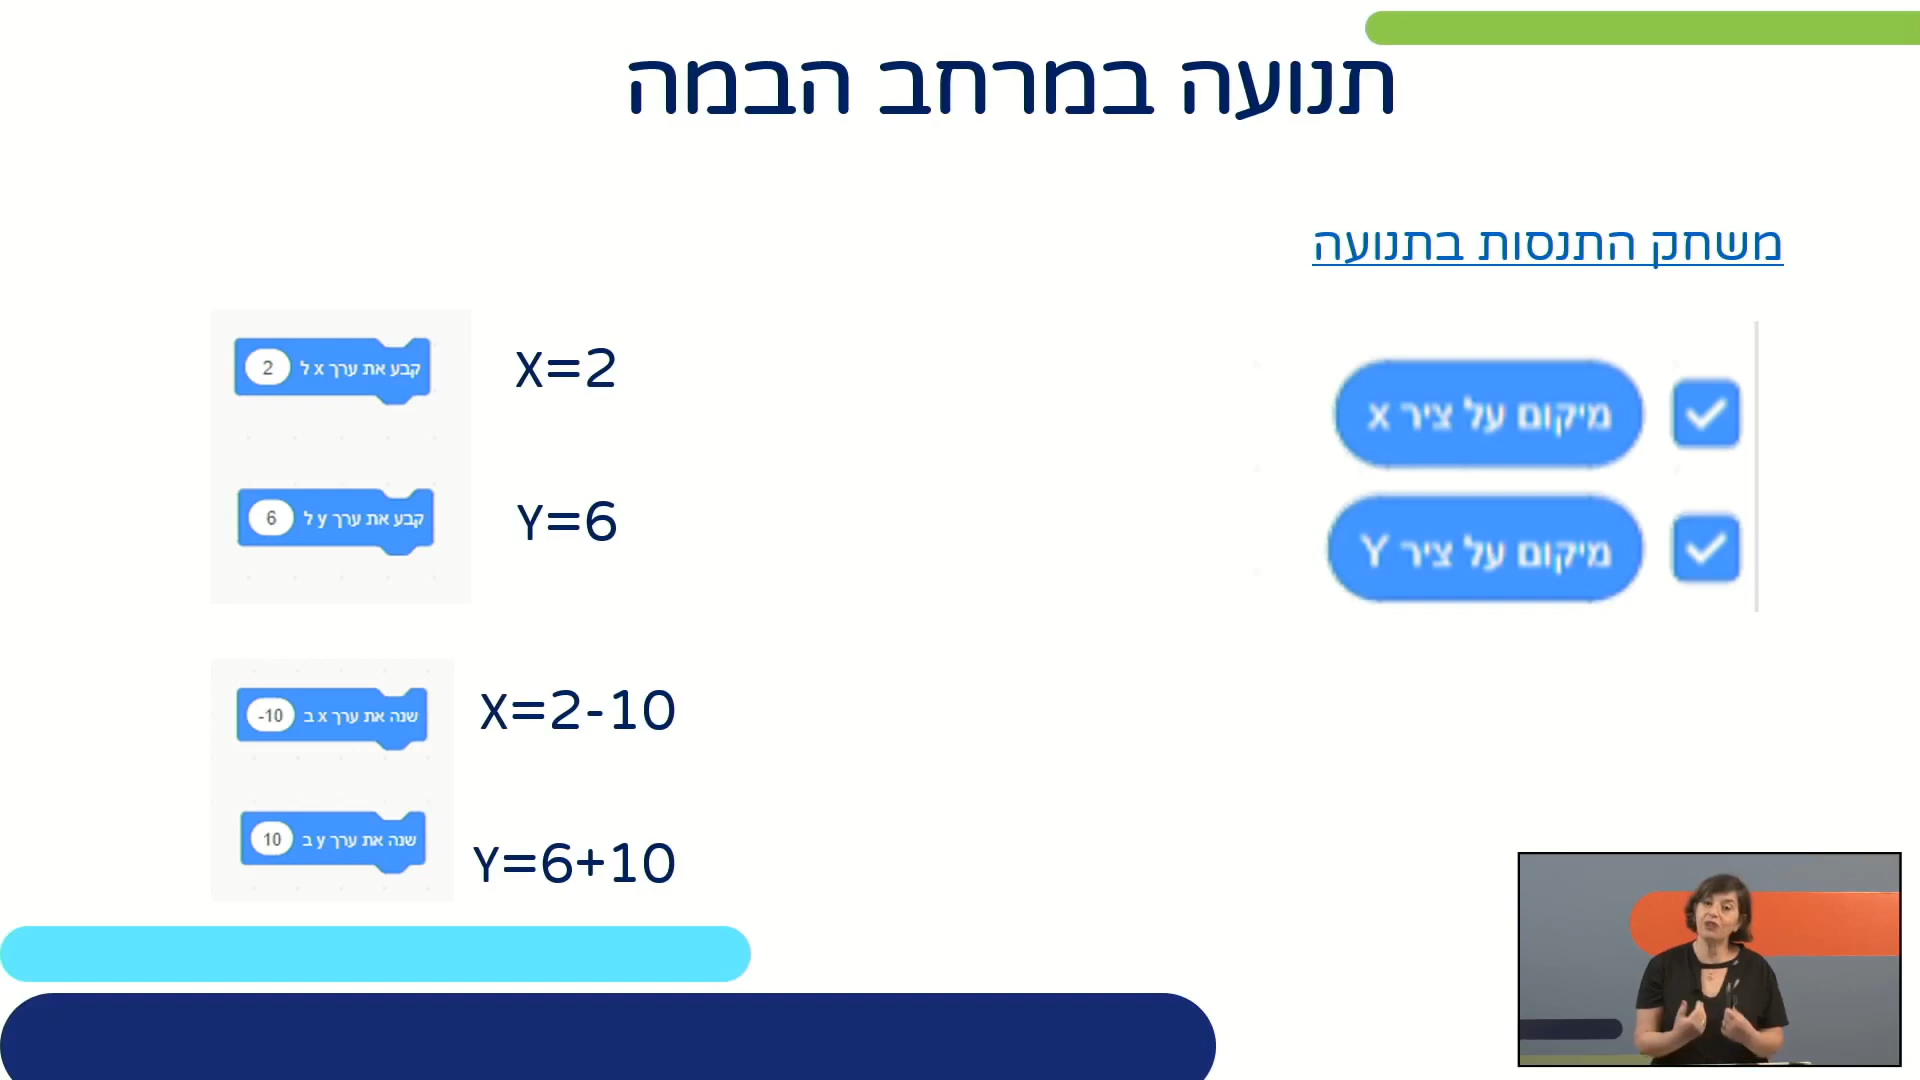 תנועה במרחב הבמה
משחק התנסות בתנועה
מיקום על ציר x
מיקום על ציר Y
קבע את ערך x ל 2
X=2
קבע את ערך y ל 6
Y=6
שנה את ערך x ב -10
X=2-10
שנה את ערך y ב 10
Y=6+10